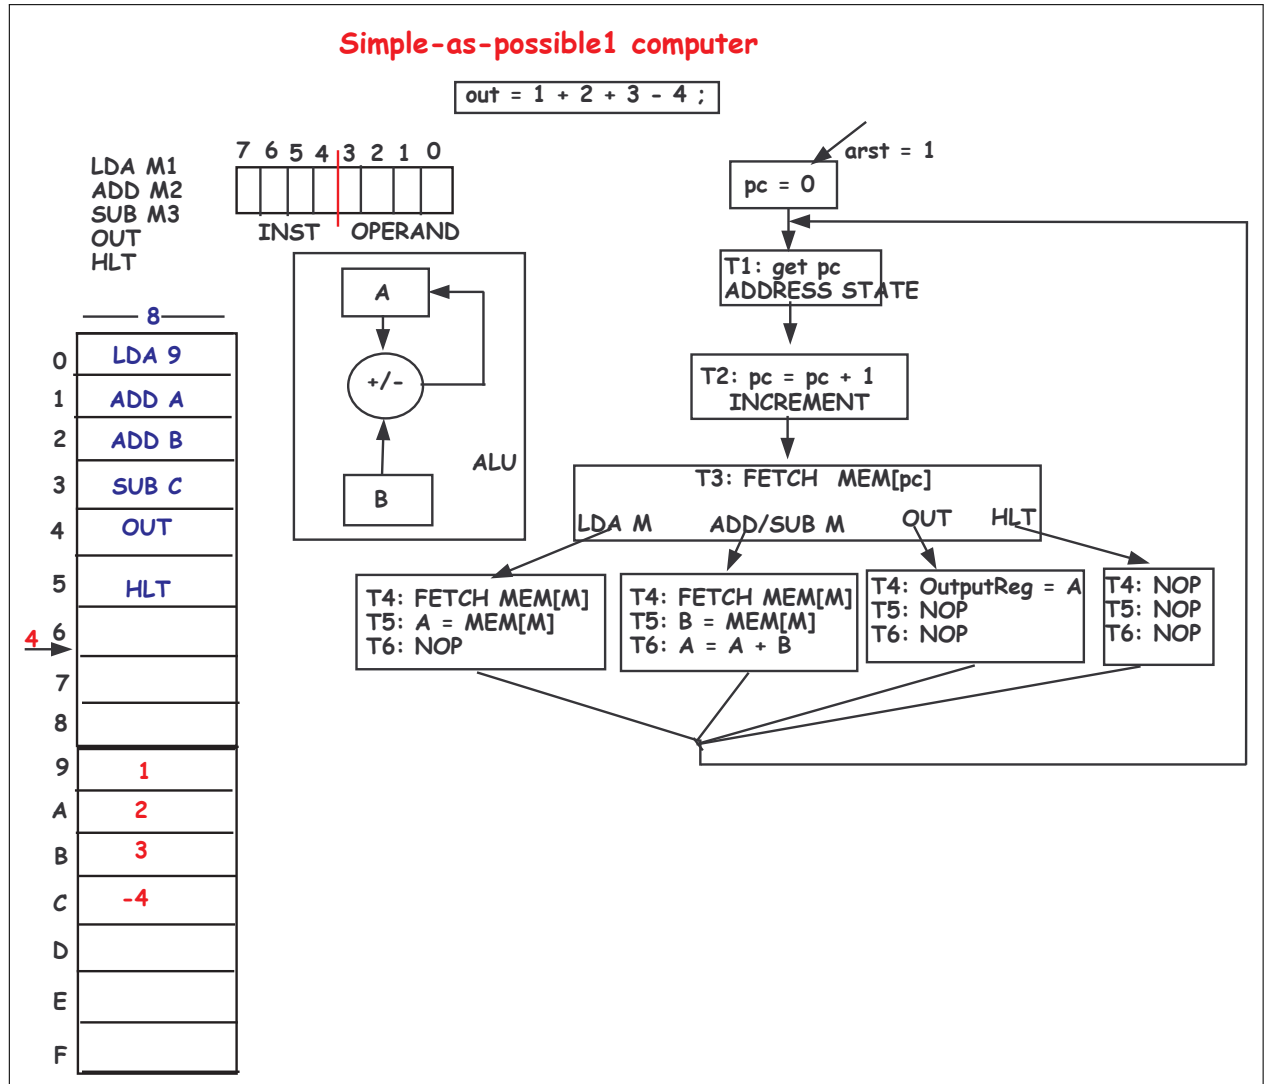 Simple-as-possible1 computer
out = 1 + 2 + 3 - 4 ;
LDA M1
ADD M2
SUB M3
OUT
HLT
7 6 5 4 3 2 1 0
INST OPERAND
A
+/-
B
ALU
8
0 LDA 9
1 ADD A
2 ADD B
3 SUB C
4 OUT
5 HLT
6
4
7
8
9 1
A 2
B 3
C -4
D
E
F
arst = 1
pc = 0
T1: get pc
ADDRESS STATE
T2: pc = pc + 1
INCREMENT
T3: FETCH MEM[pc]
LDA M ADD/SUB M OUT HLT
T4: FETCH MEM[M]
T5: A = MEM[M]
T6: NOP
T4: FETCH MEM[M]
T5: B = MEM[M]
T6: A = A + B
T4: OutputReg = A
T5: NOP
T6: NOP
T4: NOP
T5: NOP
T6: NOP